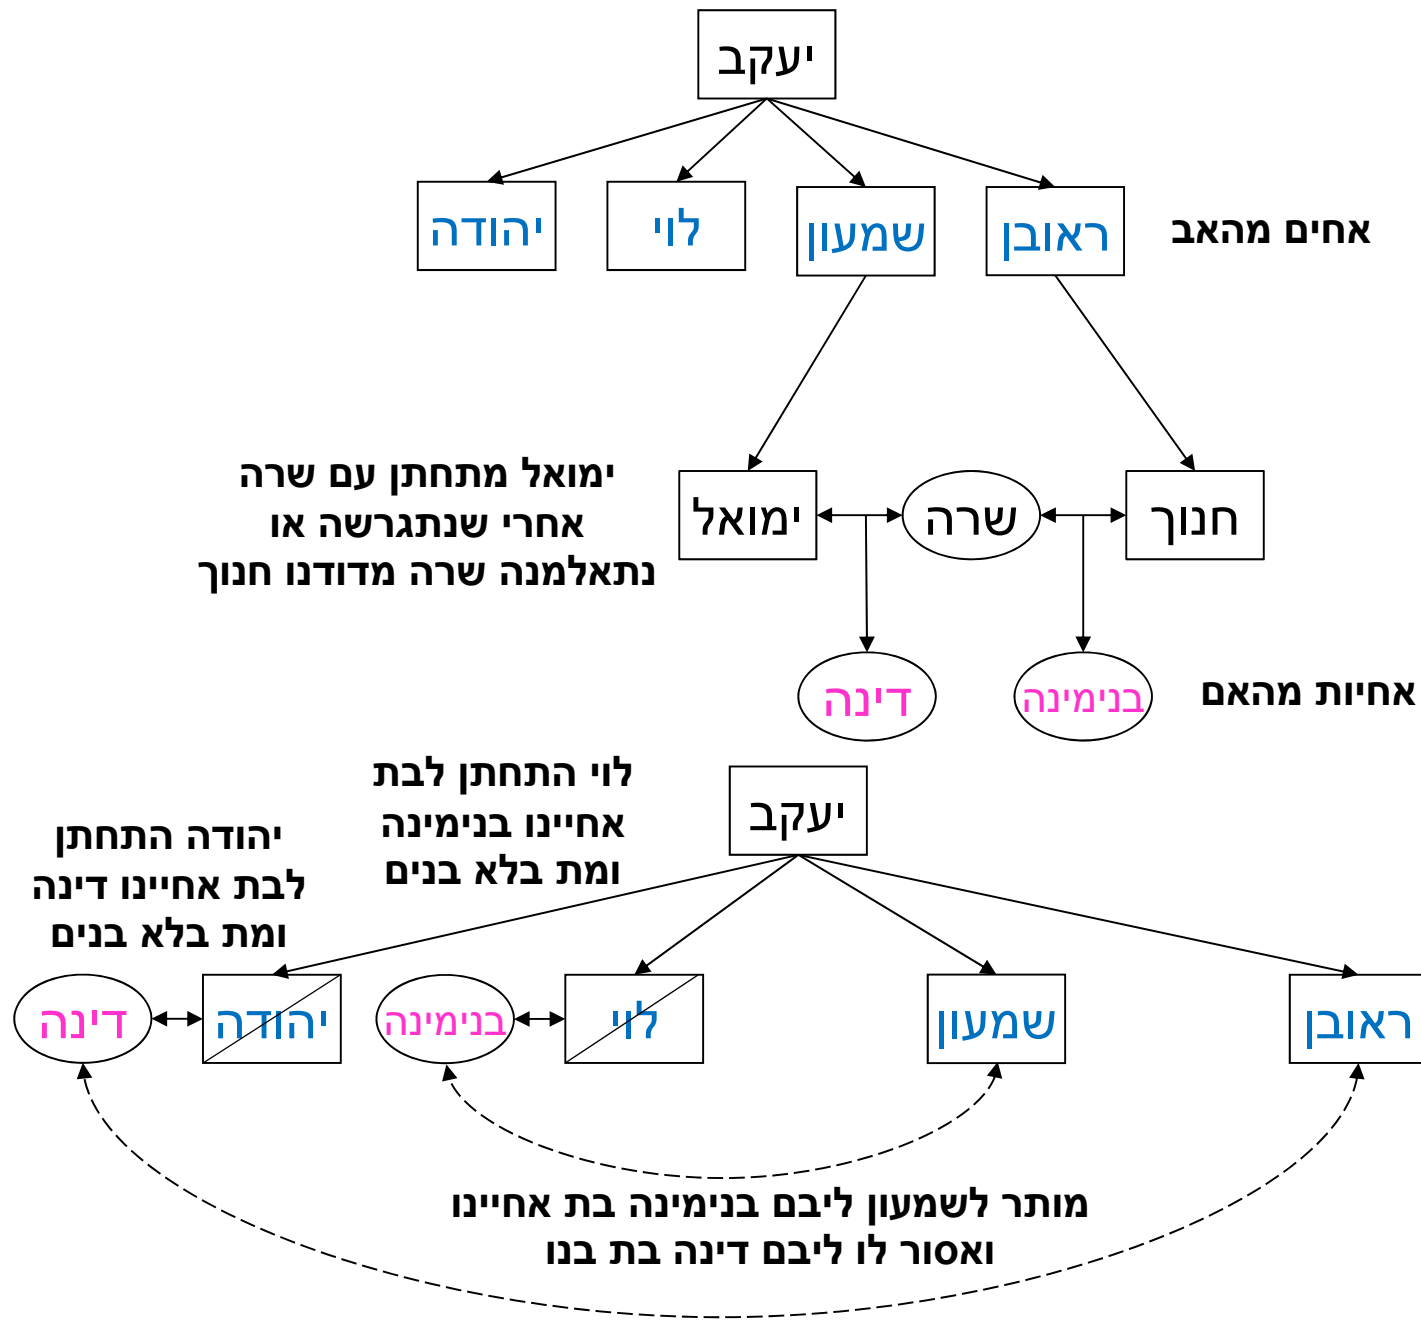 יעקב
ראובן
שמעון
לוי
יהודה
אחים מהאב
חנוך
שרה
ימואל
ימואל מתחתן עם שרה
אחרי שנתגרשה או
נתאלמנה שרה מדודנו חנוך
בנימינה
דינה
אחיות מהאם
יעקב
לוי התחתן לבת
אחיינו בנימינה
ומת בלא בנים
יהודה התחתן
לבת אחיינו דינה
ומת בלא בנים
ראובן
שמעון
לוי
בנימינה
יהודה
דינה
מותר לשמעון ליבם בנימינה בת אחיינו
ואסור לו ליבם דינה בת בנו